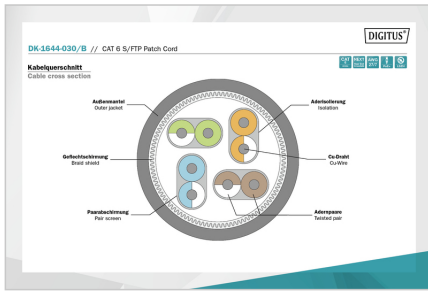 DIGITUS
DK-1644-030/B // CAT 6 S/FTP Patch Cord
Kabelquerschnitt
Cable cross section
Außenmantel
Outer jacket
Aderisolierung
Isolation
Geflechtschirmung
Braid shield
Cu-Draht
Cu-Wire
Paarabschirmung
Pair screen
Adernpaare
Twisted pair